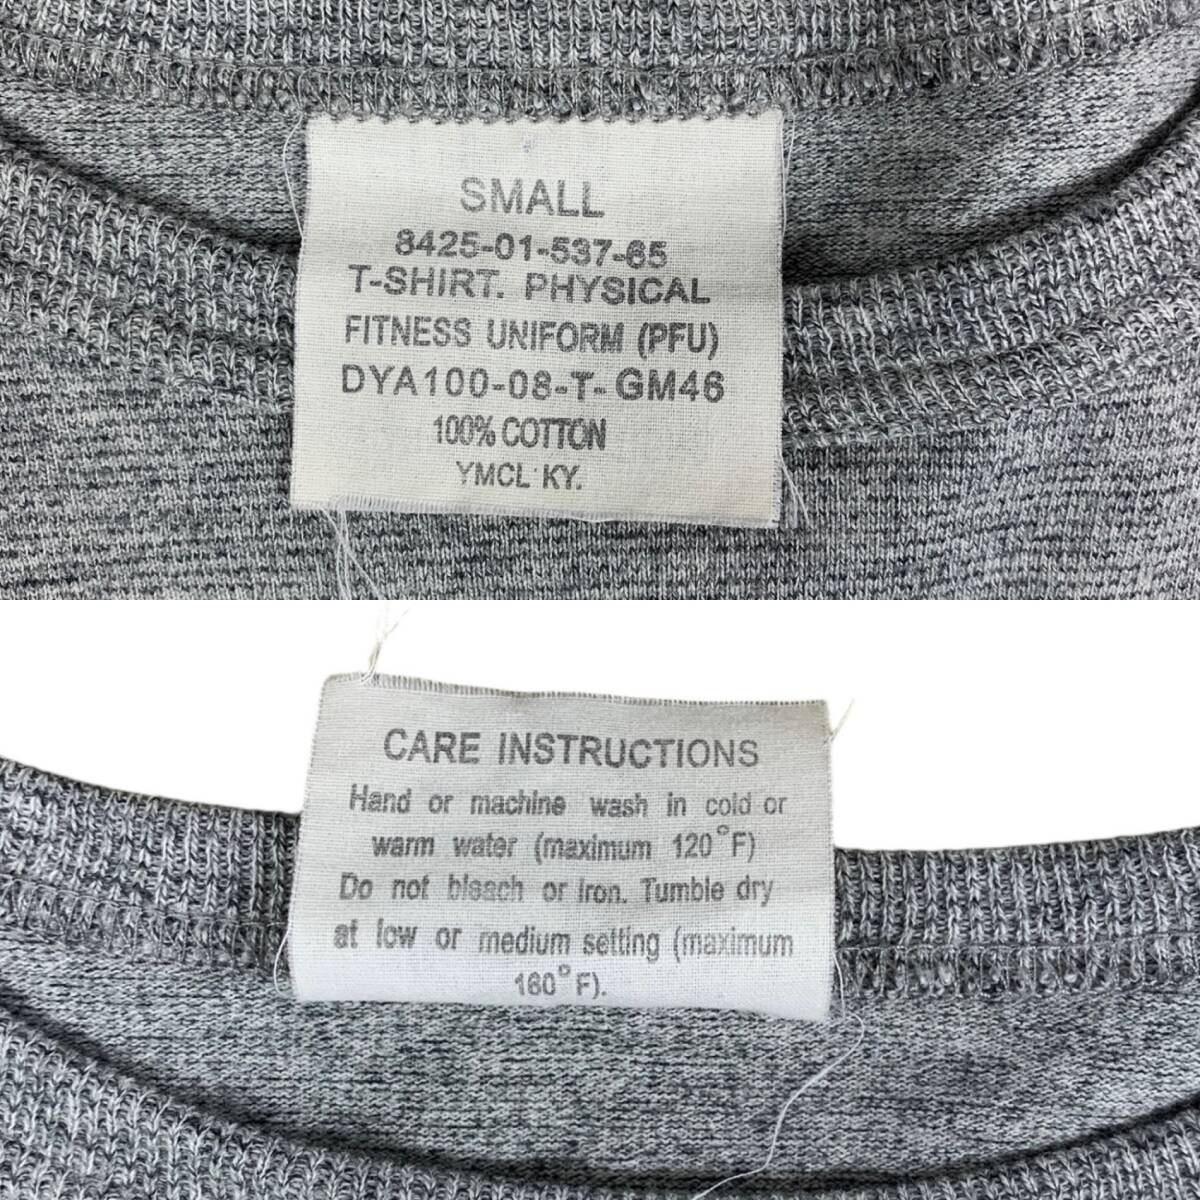 SMALL
8425-01-537-65
T-SHIRT. PHYSICAL
FITNESS UNIFORM (PFU)
DYA100-08-T-GM46
100% COTTON
YMCL KY.
CARE INSTRUCTIONS
Hand or machine wash in cold or
warm water (maximum 120°F)
Do not bleach or iron. Tumble dry
at low or medium setting (maximum
160°F).